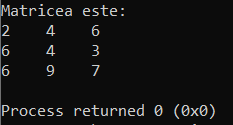 Matricea este:
2 4 6
6 4 3
6 9 7
Process returned 0 (0x0)